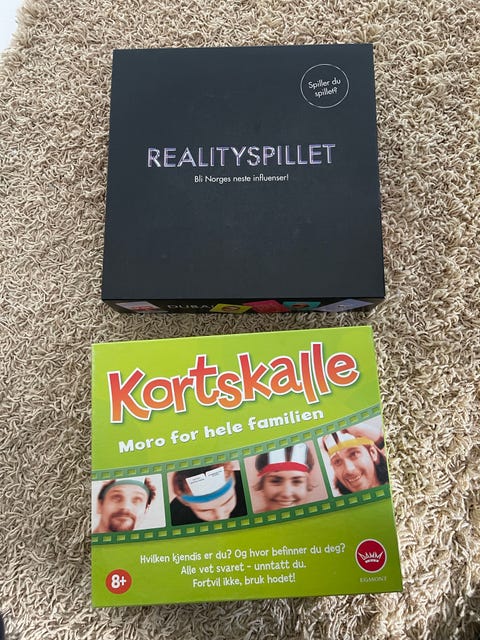 Spiller du
spillet?
REALITYSPILLET
Bli Norges neste influenser!
Kortskalle
Moro for hele familien
Hvilken kjendis er du? Og hvor befinner du deg?
Alle vet svaret - unntatt du.
Fortvil ikke, bruk hodet!
8+
DAMM
EGMONT